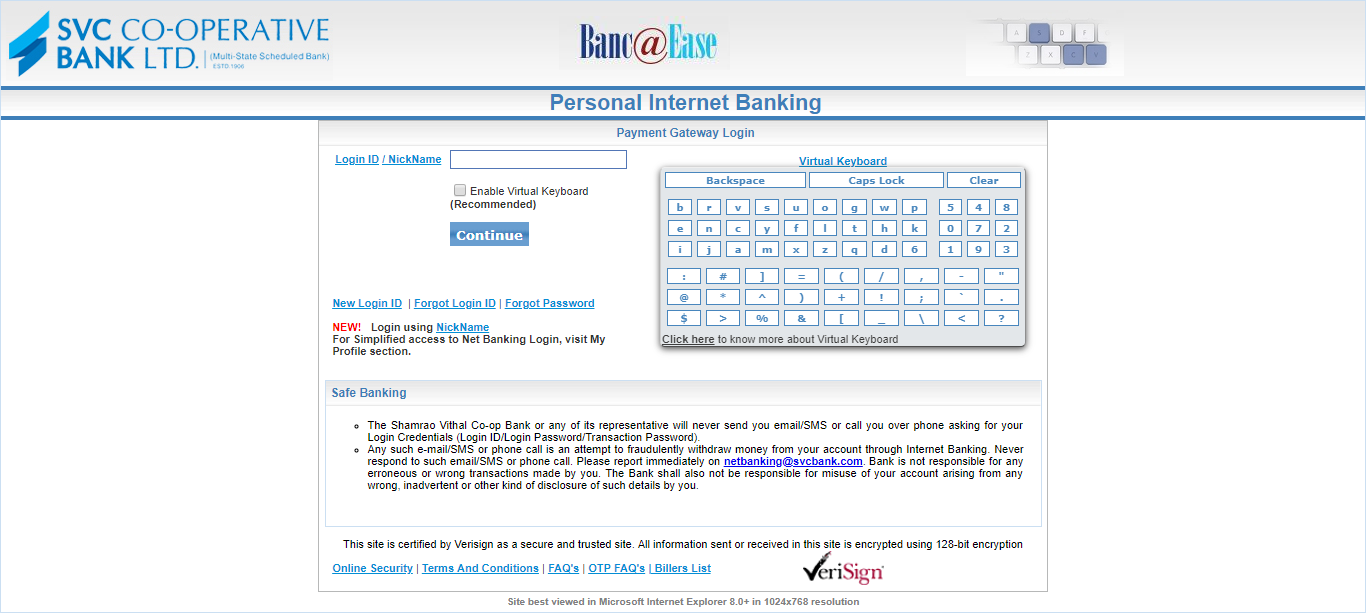 SVC CO-OPERATIVE
BANK LTD. (Multi-State Scheduled Bank)
ESTD.1906
Banc@Ease
A S D F
Z X C
Personal Internet Banking
Payment Gateway Login
Login ID / NickName
Enable Virtual Keyboard
(Recommended)
Continue
New Login ID | Forgot Login ID | Forgot Password
NEW! Login using NickName
For Simplified access to Net Banking Login, visit My
Profile section.
Virtual Keyboard
Backspace Caps Lock Clear
b r v s u o g w p 5 4 8
e n c y f l t h k 0 7 2
i j a m x z q d 6 1 9 3
: # ] = ( / , - "
@ * ^ ) + ! ; ` .
$ > % & [ _ \ < ?
Click here to know more about Virtual Keyboard
Safe Banking
The Shamrao Vithal Co-op Bank or any of its representative will never send you email/SMS or call you over phone asking for your
Login Credentials (Login ID/Login Password/Transaction Password).
Any such e-mail/SMS or phone call is an attempt to fraudulently withdraw money from your account through Internet Banking. Never
respond to such email/SMS or phone call. Please report immediately on netbanking@svcbank.com. Bank is not responsible for any
erroneous or wrong transactions made by you. The Bank shall also not be responsible for misuse of your account arising from any
wrong, inadvertent or other kind of disclosure of such details by you.
This site is certified by Verisign as a secure and trusted site. All information sent or received in this site is encrypted using 128-bit encryption
Online Security | Terms And Conditions | FAQ's | OTP FAQ's | Billers List
VeriSign
Site best viewed in Microsoft Internet Explorer 8.0+ in 1024x768 resolution